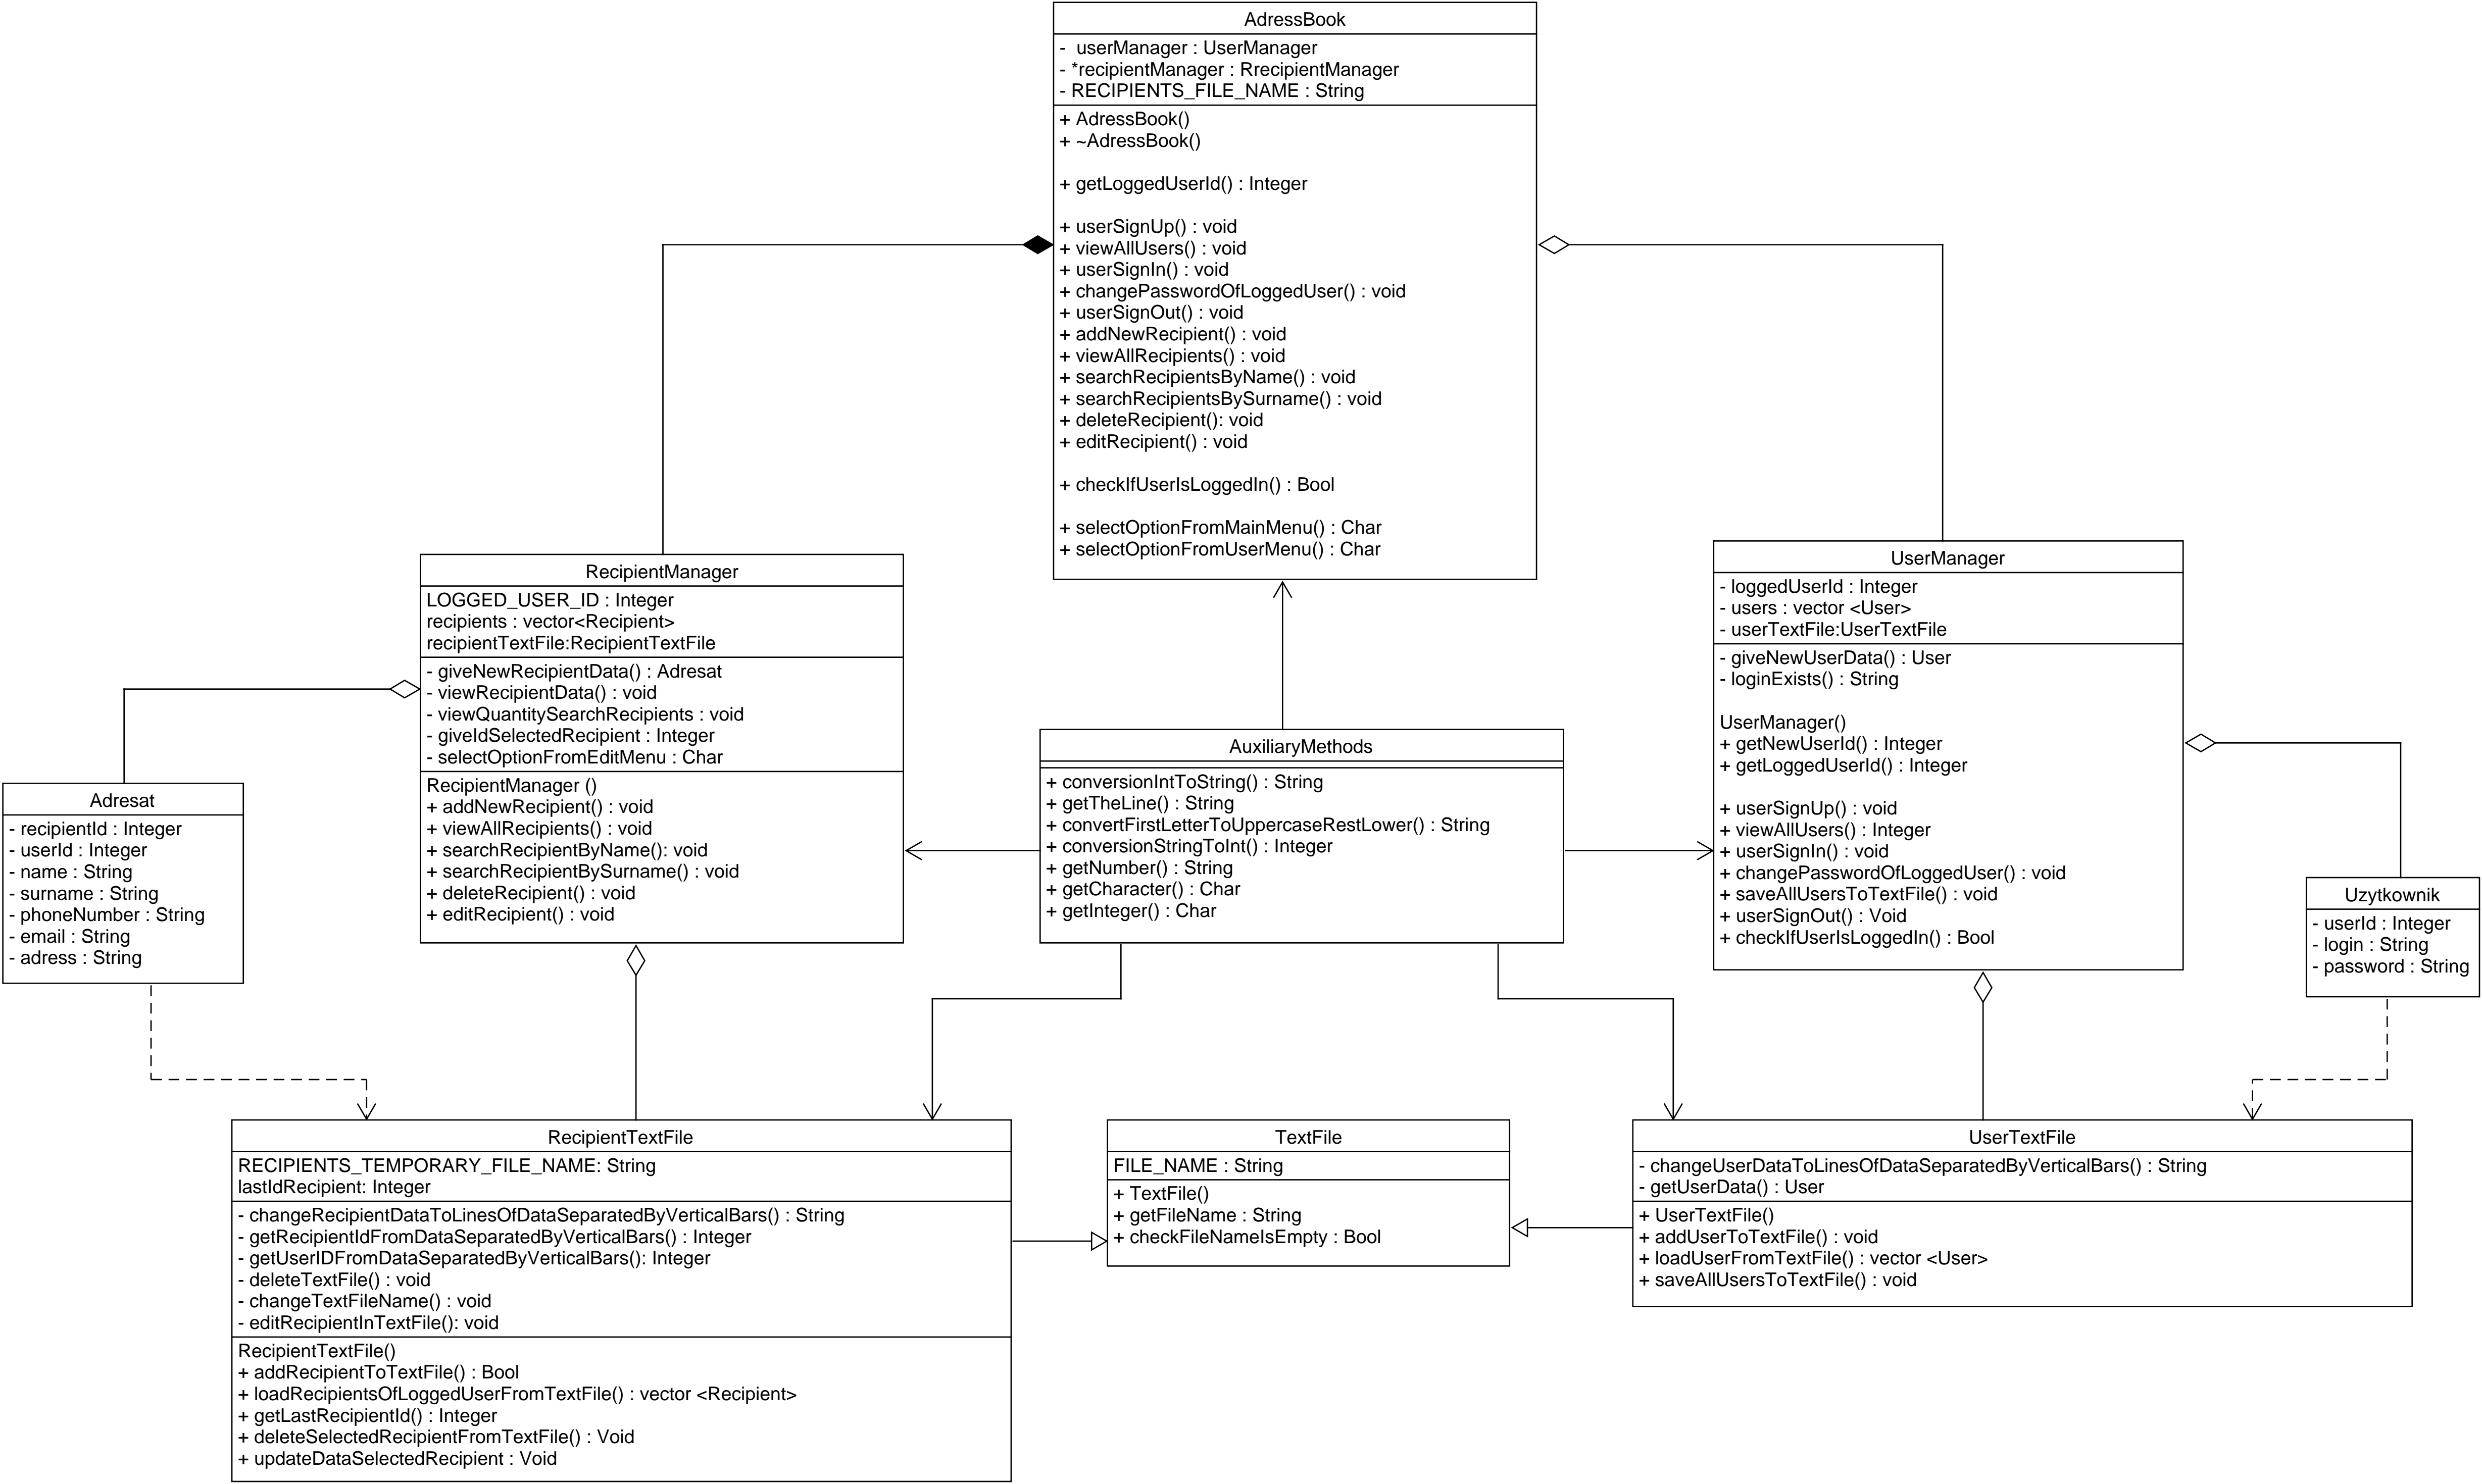 AdressBook
-  userManager : UserManager
- *recipientManager : RrecipientManager
- RECIPIENTS_FILE_NAME : String
+ AdressBook()
+ ~AdressBook()
+ getLoggedUserId() : Integer
+ userSignUp() : void
+ viewAllUsers() : void
+ userSignIn() : void
+ changePasswordOfLoggedUser() : void
+ userSignOut() : void
+ addNewRecipient() : void
+ viewAllRecipients() : void
+ searchRecipientsByName() : void
+ searchRecipientsBySurname() : void
+ deleteRecipient(): void
+ editRecipient() : void
+ checkIfUserIsLoggedIn() : Bool
+ selectOptionFromMainMenu() : Char
+ selectOptionFromUserMenu() : Char
RecipientManager
LOGGED_USER_ID : Integer
recipients : vector<Recipient>
recipientTextFile:RecipientTextFile
- giveNewRecipientData() : Adresat
- viewRecipientData() : void
- viewQuantitySearchRecipients : void
- giveIdSelectedRecipient : Integer
- selectOptionFromEditMenu : Char
RecipientManager ()
+ addNewRecipient() : void
+ viewAllRecipients() : void
+ searchRecipientByName(): void
+ searchRecipientBySurname() : void
+ deleteRecipient() : void
+ editRecipient() : void
UserManager
- loggedUserId : Integer
- users : vector <User>
- userTextFile:UserTextFile
- giveNewUserData() : User
- loginExists() : String
UserManager()
+ getNewUserId() : Integer
+ getLoggedUserId() : Integer
+ userSignUp() : void
+ viewAllUsers() : Integer
+ userSignIn() : void
+ changePasswordOfLoggedUser() : void
+ saveAllUsersToTextFile() : void
+ userSignOut() : Void
+ checkIfUserIsLoggedIn() : Bool
AuxiliaryMethods
+ conversionIntToString() : String
+ getTheLine() : String
+ convertFirstLetterToUppercaseRestLower() : String
+ conversionStringToInt() : Integer
+ getNumber() : String
+ getCharacter() : Char
+ getInteger() : Char
Adresat
- recipientId : Integer
- userId : Integer
- name : String
- surname : String
- phoneNumber : String
- email : String
- adress : String
Uzytkownik
- userId : Integer
- login : String
- password : String
RecipientTextFile
RECIPIENTS_TEMPORARY_FILE_NAME: String
lastIdRecipient: Integer
- changeRecipientDataToLinesOfDataSeparatedByVerticalBars() : String
- getRecipientIdFromDataSeparatedByVerticalBars() : Integer
- getUserIDFromDataSeparatedByVerticalBars(): Integer
- deleteTextFile() : void
- changeTextFileName() : void
- editRecipientInTextFile(): void
RecipientTextFile()
+ addRecipientToTextFile() : Bool
+ loadRecipientsOfLoggedUserFromTextFile() : vector <Recipient>
+ getLastRecipientId() : Integer
+ deleteSelectedRecipientFromTextFile() : Void
+ updateDataSelectedRecipient : Void
TextFile
FILE_NAME : String
+ TextFile()
+ getFileName : String
+ checkFileNameIsEmpty : Bool
UserTextFile
- changeUserDataToLinesOfDataSeparatedByVerticalBars() : String
- getUserData() : User
+ UserTextFile()
+ addUserToTextFile() : void
+ loadUserFromTextFile() : vector <User>
+ saveAllUsersToTextFile() : void